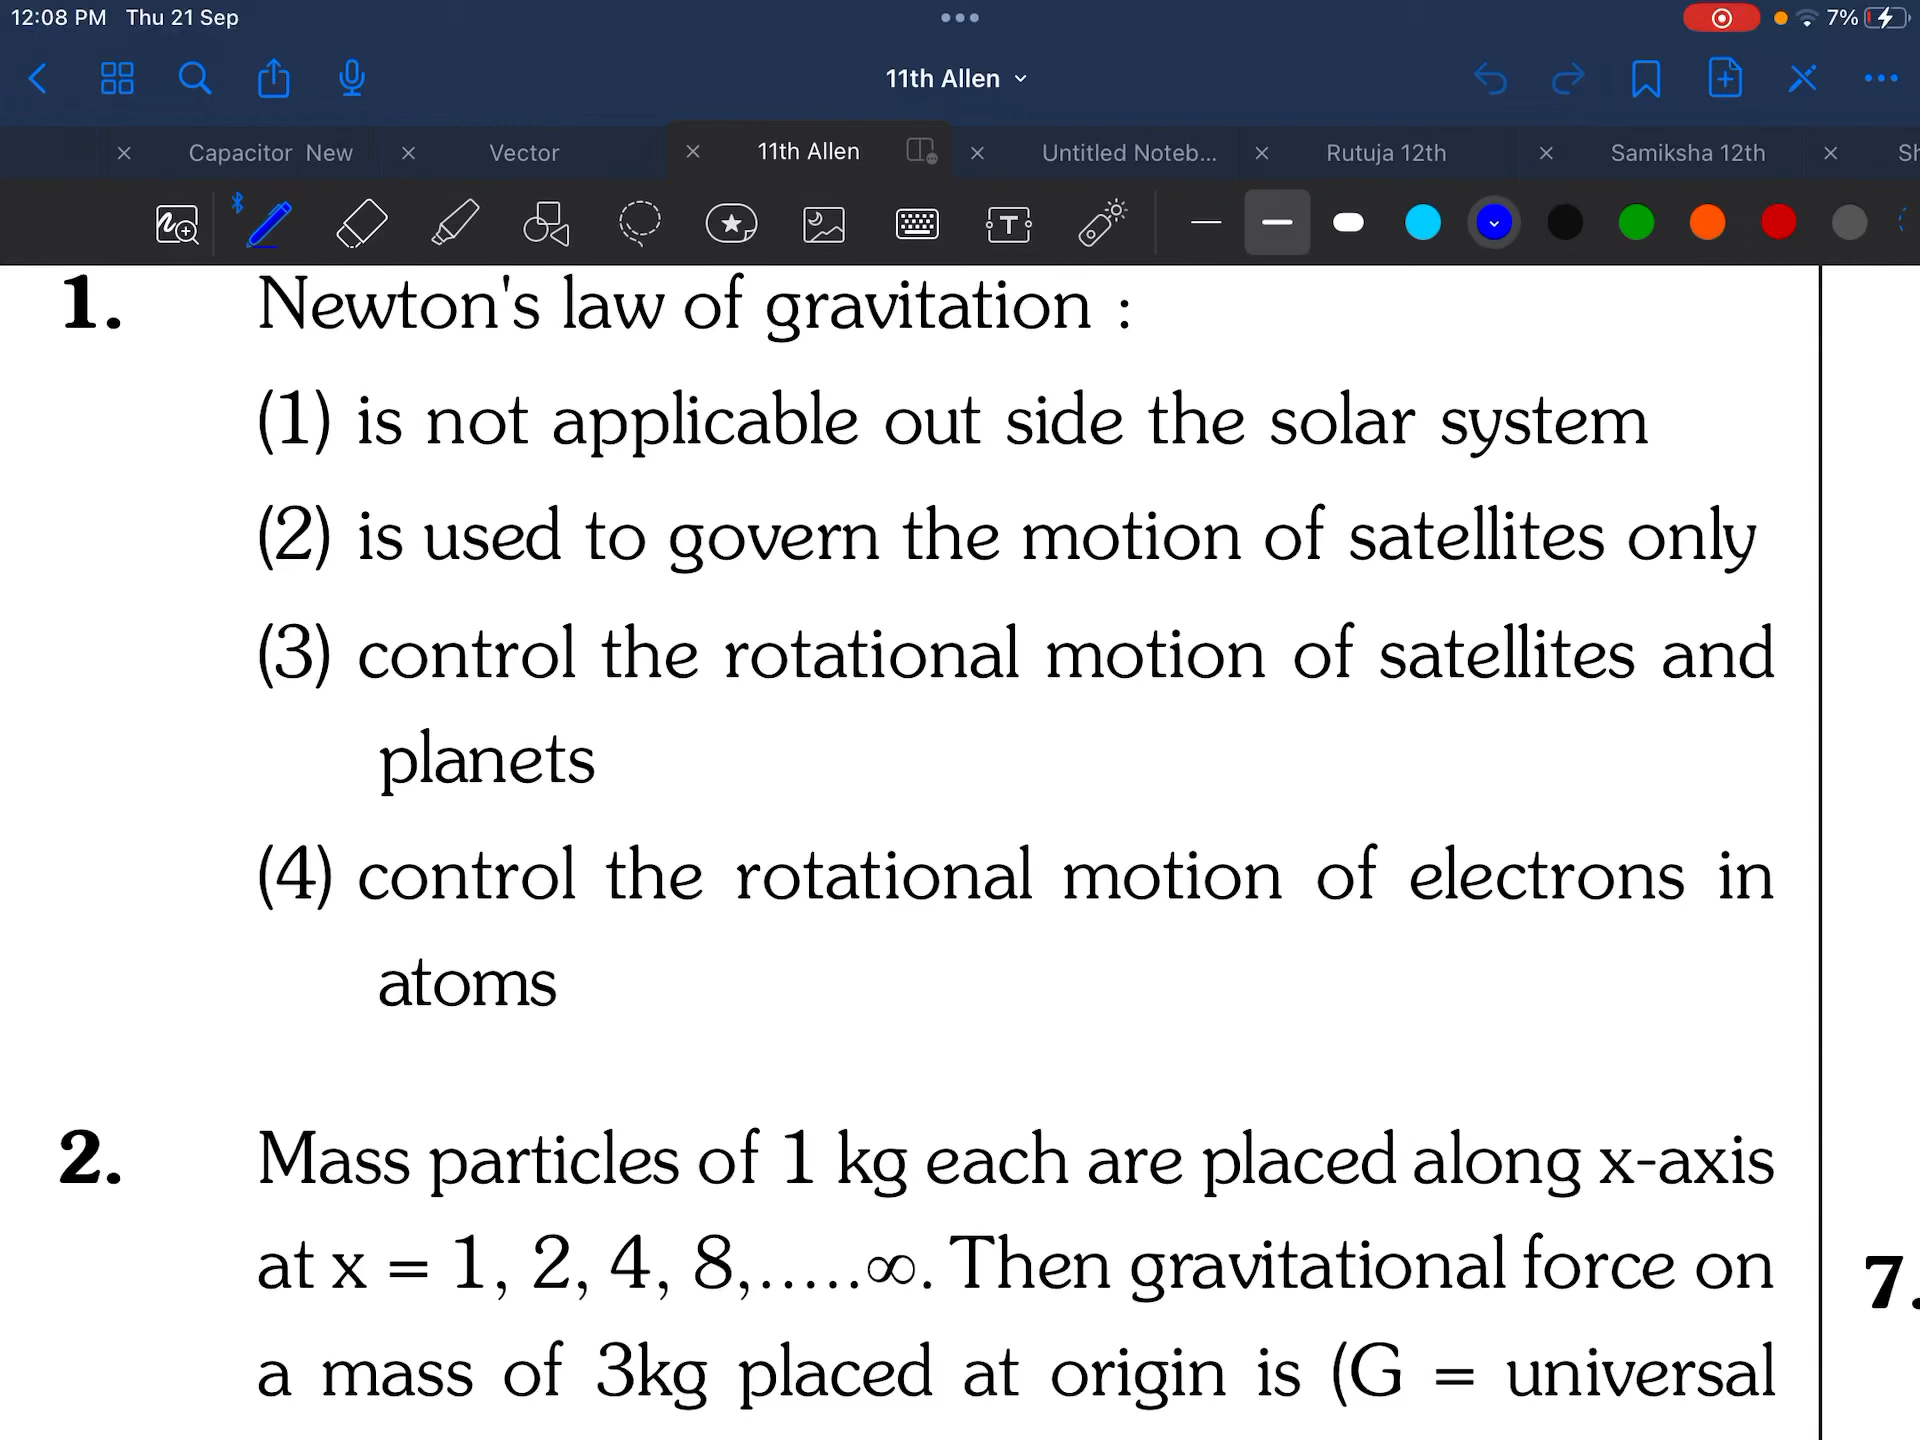 12:08 PM Thu 21 Sep
7%
11th Allen
Capacitor New
Vector
11th Allen
Untitled Noteb...
Rutuja 12th
Samiksha 12th
Sh
1. Newton's law of gravitation :
(1) is not applicable out side the solar system
(2) is used to govern the motion of satellites only
(3) control the rotational motion of satellites and
planets
(4) control the rotational motion of electrons in
atoms
2. Mass particles of 1 kg each are placed along x-axis
at x = 1, 2, 4, 8,.....∞. Then gravitational force on
a mass of 3kg placed at origin is (G = universal
7.